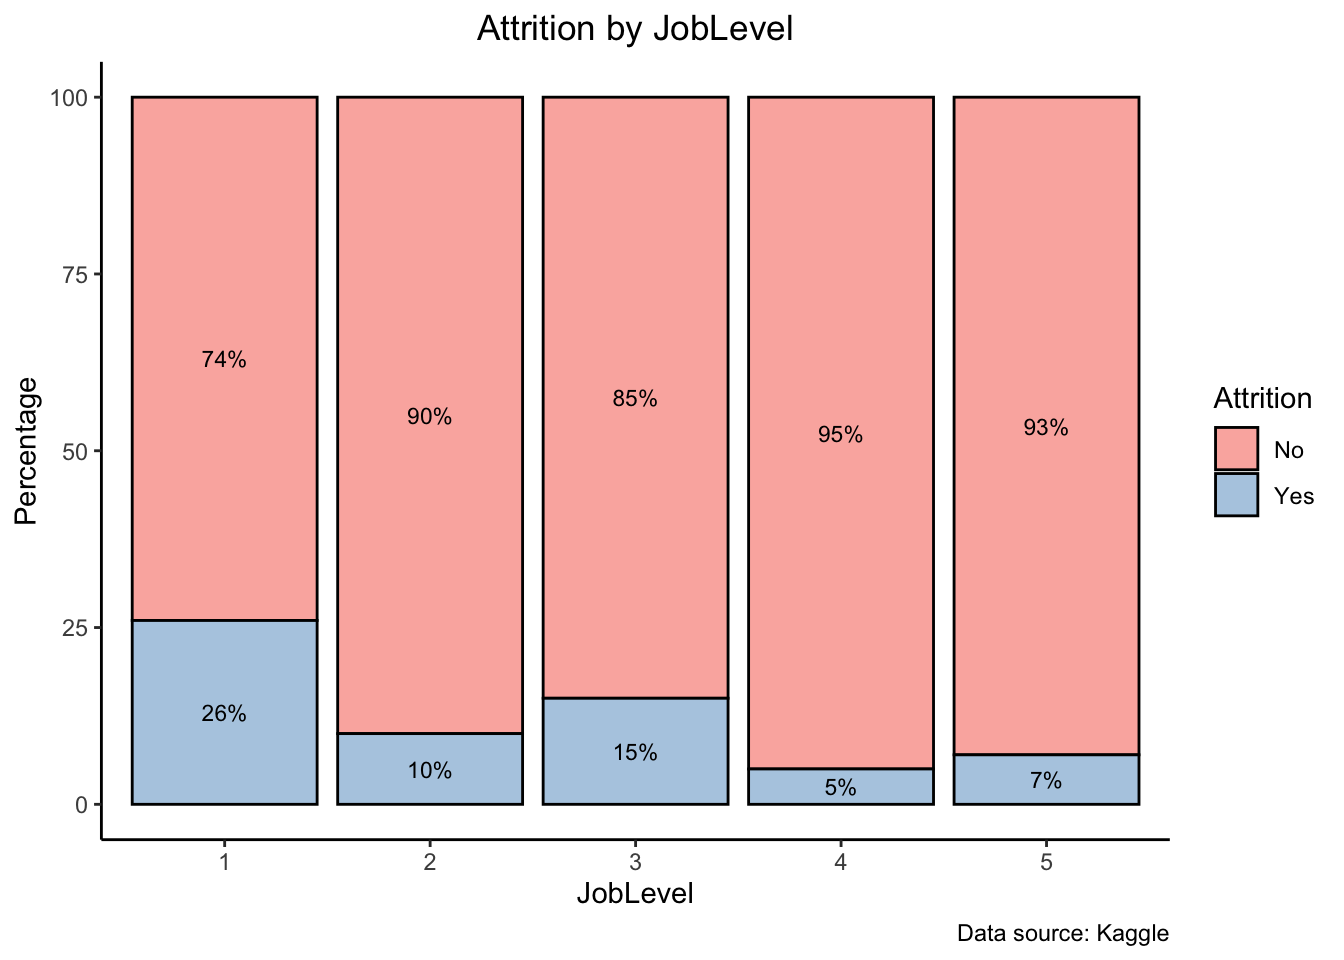 Attrition by JobLevel
100
75
50
25
0
Percentage
74%
90%
85%
95%
93%
26%
10%
15%
5%
7%
1
2
3
4
5
JobLevel
Attrition
No
Yes
Data source: Kaggle